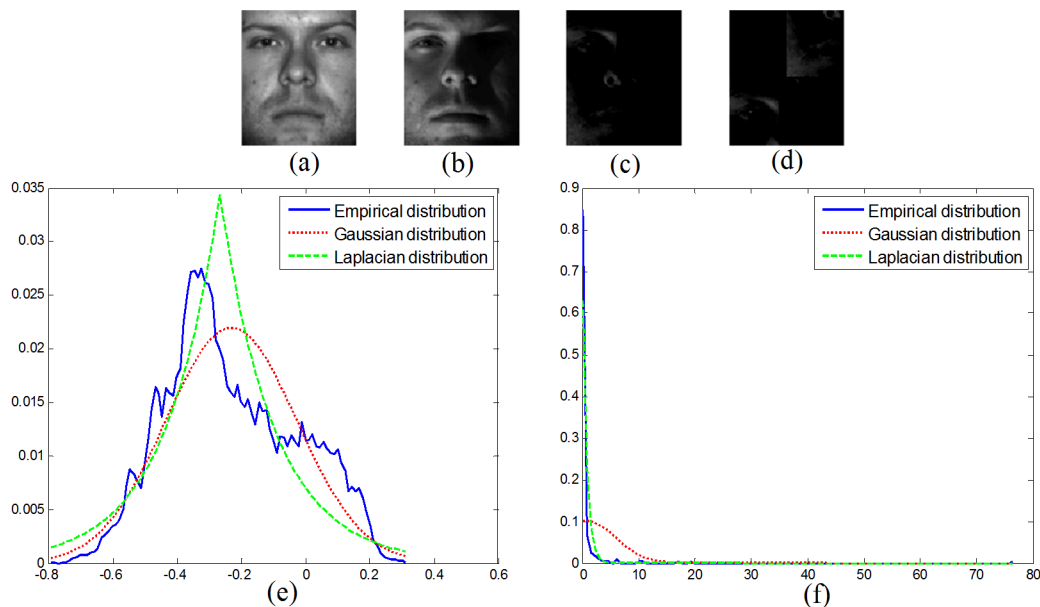 (a) (b) (c) (d)
0.035
0.03
0.025
0.02
0.015
0.01
0.005
0
-0.8 -0.6 -0.4 -0.2 0 0.2 0.4 0.6
Empirical distribution
Gaussian distribution
Laplacian distribution
(e)
0.9
0.8
0.7
0.6
0.5
0.4
0.3
0.2
0.1
0
0 10 20 30 40 50 60 70 80
Empirical distribution
Gaussian distribution
Laplacian distribution
(f)